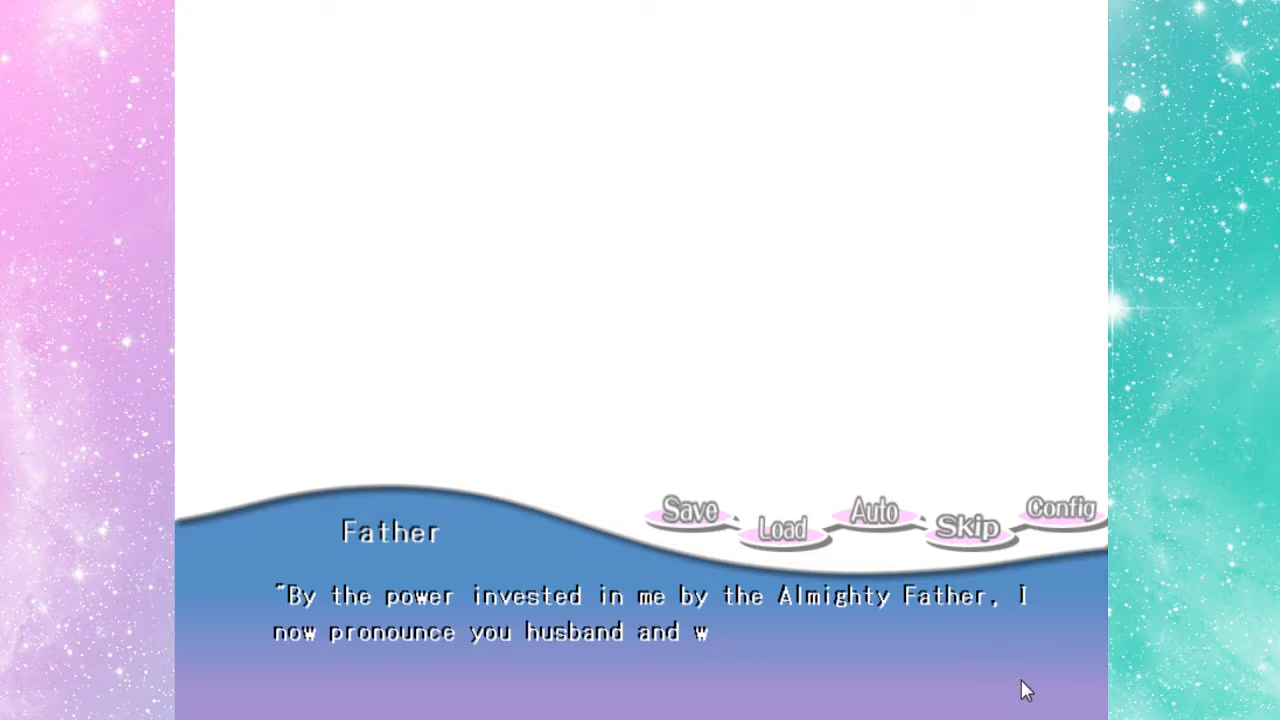 Save
Load
Auto
Skip
Config
Father
"By the power invested in me by the Almighty Father, I
now pronounce you husband and w